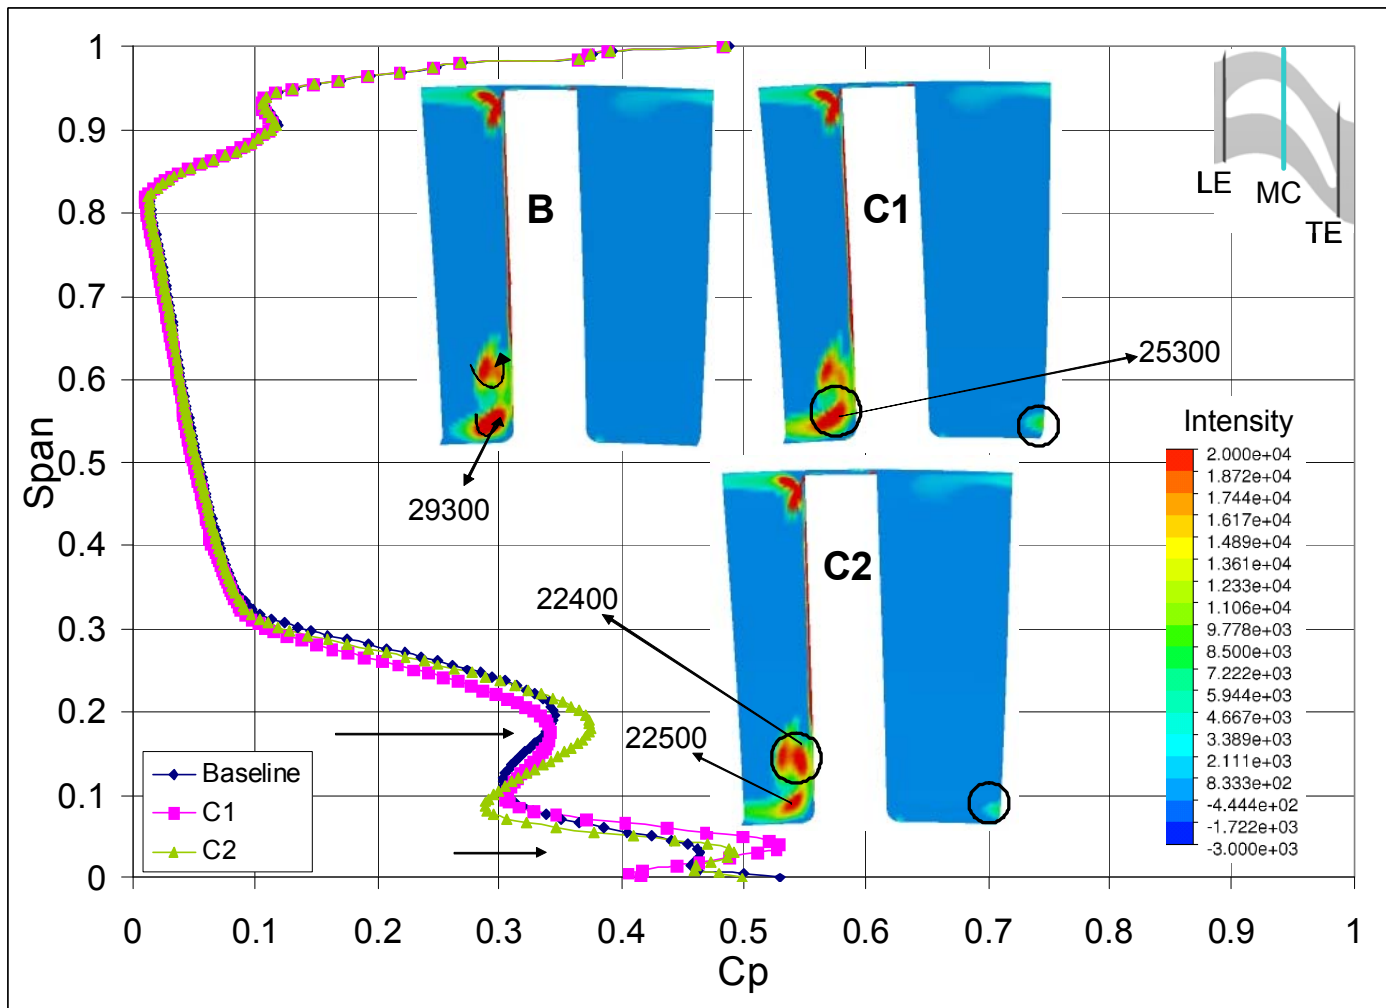 1
0.9
0.8
0.7
0.6
0.5
0.4
0.3
0.2
0.1
0
Span
B
C1
LE
MC
TE
25300
29300
C2
22400
22500
Intensity
2.000e+04
1.872e+04
1.744e+04
1.617e+04
1.489e+04
1.361e+04
1.233e+04
1.106e+04
9.778e+03
8.500e+03
7.222e+03
5.944e+03
4.667e+03
3.389e+03
2.111e+03
8.333e+02
-4.444e+02
-1.722e+03
-3.000e+03
Baseline
C1
C2
0 0.1 0.2 0.3 0.4 0.5 0.6 0.7 0.8 0.9 1
Cp